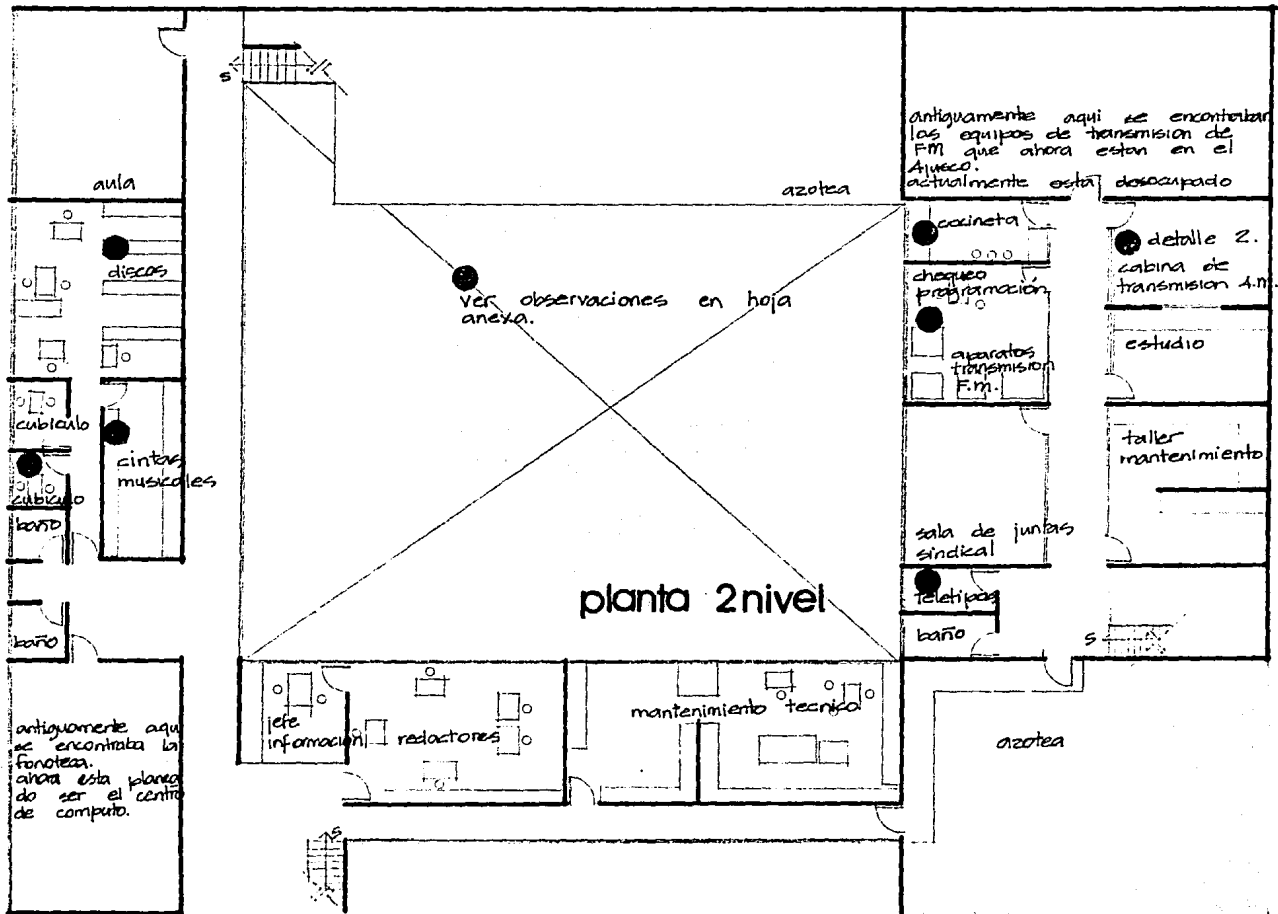 s
antiguamente aqui se encontraban
los equipos de transmision de
FM que ahora estan en el
Ajusco.
actualmente está desocupado
aula
azotea
cocineta
detalle 2.
cabina de
transmision A.m.
discos
ver observaciones en hoja
anexa.
chequeo
programación
aparatos
transmision
F.m.
estudio
cubiculo
cintas
musicales
cubiculo
taller
mantenimiento
baño
sala de juntas
sindical
planta 2nivel
teletipos
baño
baño
s
jefe
información
redactores
mantenimiento tecnico
azotea
antiguamente aqui
se encontraba la
fonoteca.
ahora esta planea
do ser el centro
de computo.
s